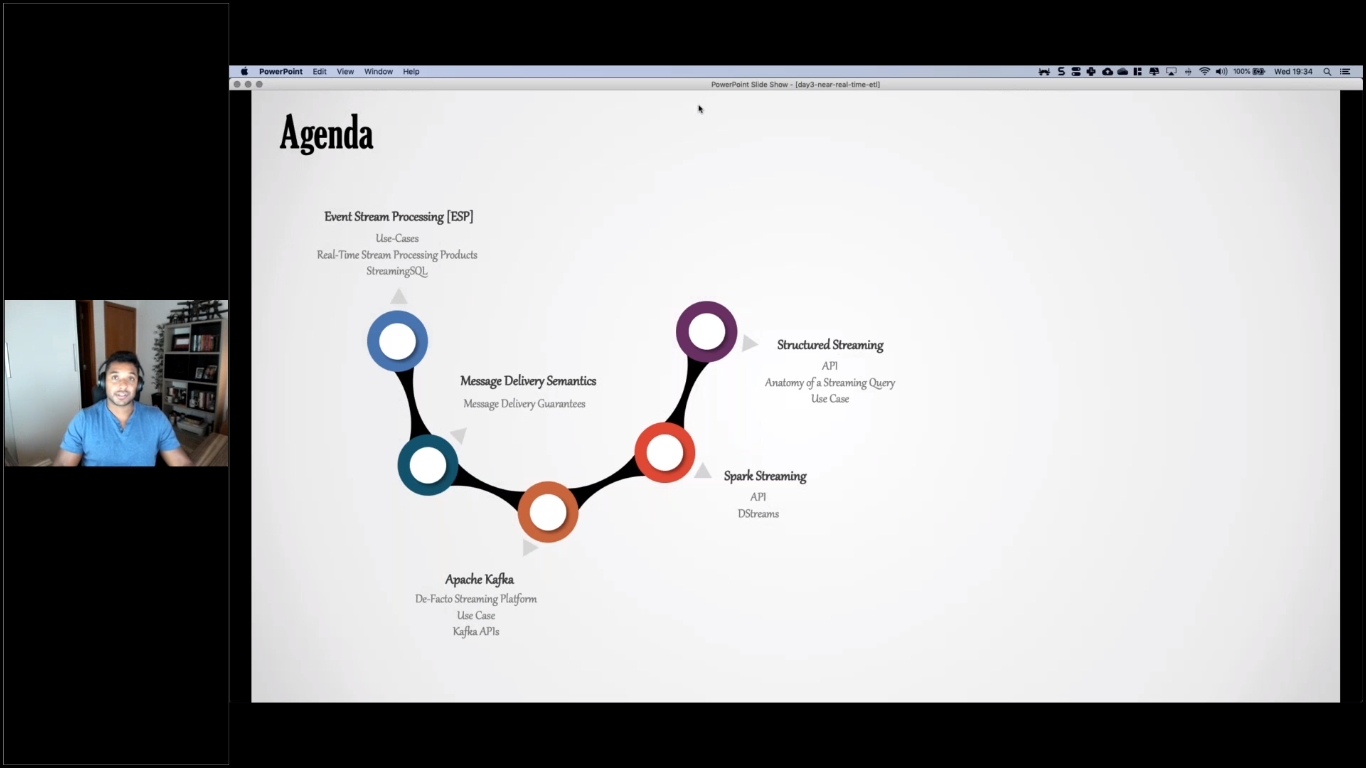 PowerPoint Edit View Window Help
100% Wed 19:34
PowerPoint Slide Show - [day3-near-real-time-etl]
Agenda
Event Stream Processing [ESP]
Use-Cases
Real-Time Stream Processing Products
StreamingSQL
Message Delivery Semantics
Message Delivery Guarantees
Apache Kafka
De-Facto Streaming Platform
Use Case
Kafka APIs
Spark Streaming
API
DStreams
Structured Streaming
API
Anatomy of a Streaming Query
Use Case